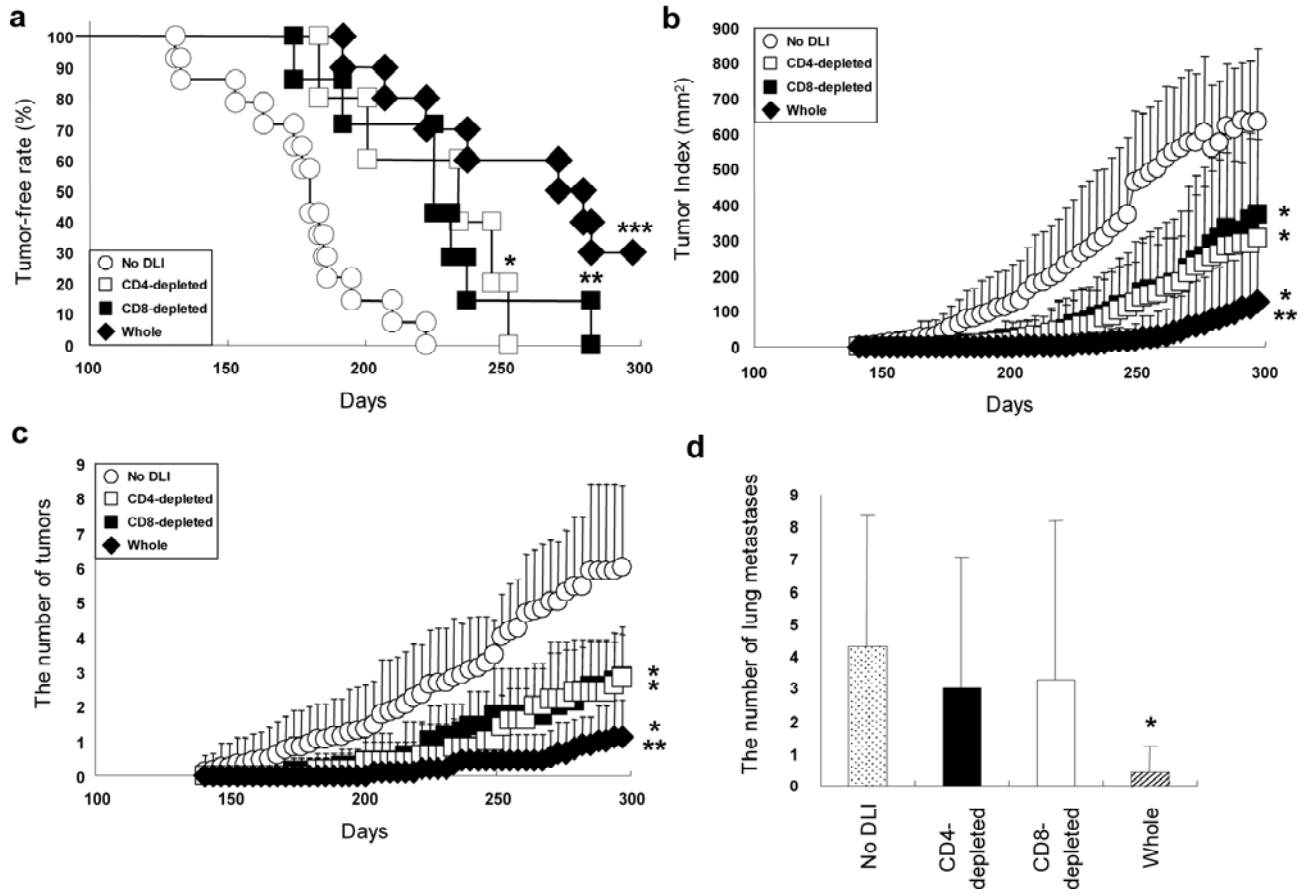 a
Tumor-free rate (%)
100
90
80
70
60
50
40
30
20
10
0
No DLI
CD4-depleted
CD8-depleted
Whole
*
**
***
100
150
200
250
300
Days
b
Tumor Index (mm²)
900
800
700
600
500
400
300
200
100
0
No DLI
CD4-depleted
CD8-depleted
Whole
*
*
*
**
100
150
200
250
300
Days
c
The number of tumors
9
8
7
6
5
4
3
2
1
0
No DLI
CD4-depleted
CD8-depleted
Whole
*
*
*
**
100
150
200
250
300
Days
d
The number of lung metastases
9
8
7
6
5
4
3
2
1
0
*
No DLI
CD4-
depleted
CD8-
depleted
Whole